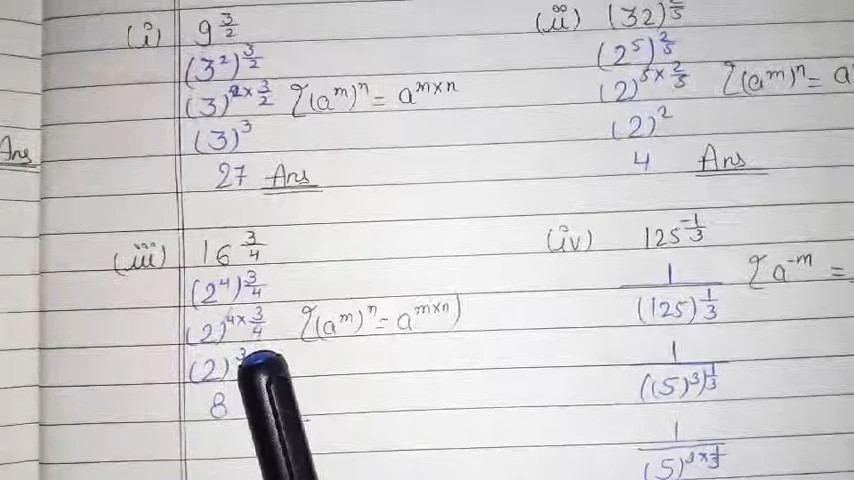 Ans
(i) 9^(3/2)
(3²)^(3/2)
(3)^(2×3/2) [(a^m)^n = a^(m×n)
(3)³
27 Ans
(ii) (32)^(2/5)
(2⁵)^(2/5)
(2)^(5×2/5) [(a^m)^n = a
(2)²
4 Ans
(iii) 16^(3/4)
(2⁴)^(3/4)
(2)^(4×3/4) [(a^m)^n = a^(m×n)]
(2)³
8
(iv) 125^(-1/3)
1/(125)^(1/3) [a^-m =
1/((5)³)^(1/3)
1/(5)^(3×1/3)